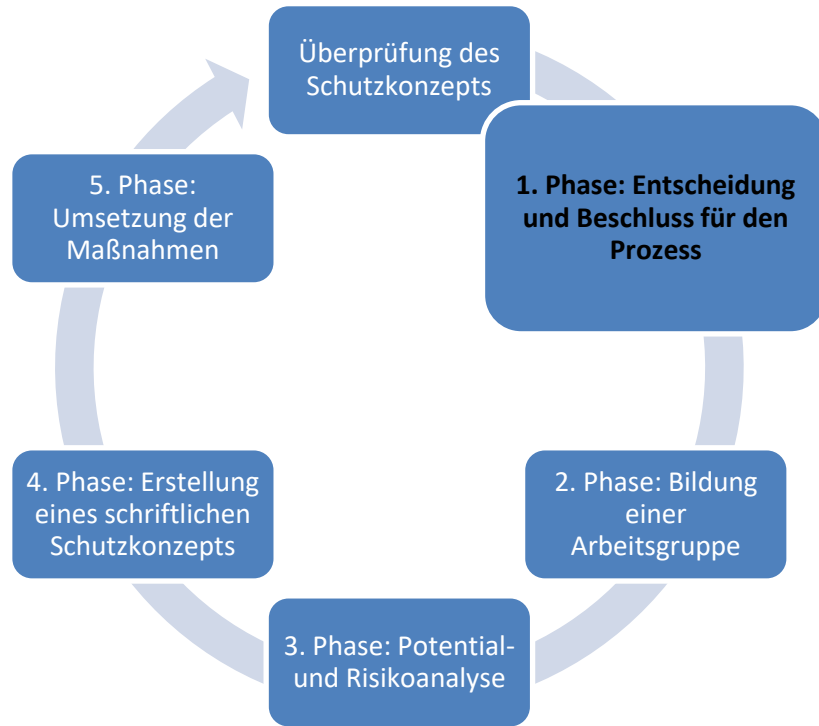 Überprüfung des
Schutzkonzepts
1. Phase: Entscheidung
und Beschluss für den
Prozess
2. Phase: Bildung
einer
Arbeitsgruppe
3. Phase: Potential-
und Risikoanalyse
4. Phase: Erstellung
eines schriftlichen
Schutzkonzepts
5. Phase:
Umsetzung der
Maßnahmen